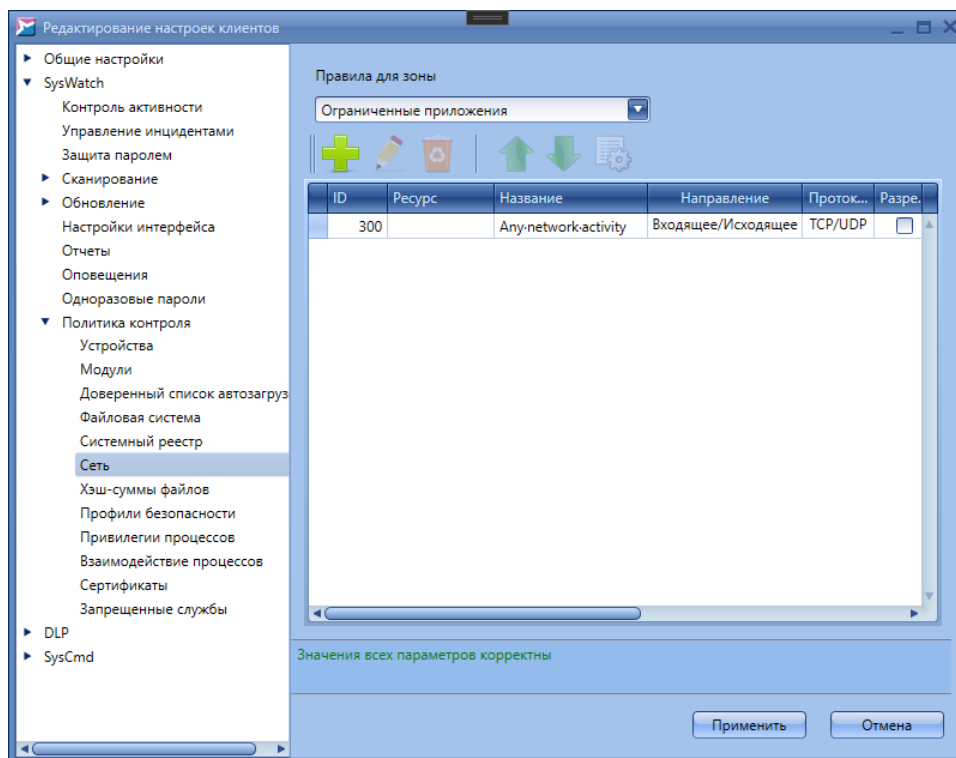 Редактирование настроек клиентов
Общие настройки
SysWatch
Контроль активности
Управление инцидентами
Защита паролем
Сканирование
Обновление
Настройки интерфейса
Отчеты
Оповещения
Одноразовые пароли
Политика контроля
Устройства
Модули
Доверенный список автозагруз
Файловая система
Системный реестр
Сеть
Хэш-суммы файлов
Профили безопасности
Привилегии процессов
Взаимодействие процессов
Сертификаты
Запрещенные службы
DLP
SysCmd
Правила для зоны
Ограниченные приложения
ID Ресурс Название Направление Проток... Разре.
300 Any-network-activity Входящее/Исходящее TCP/UDP
Значения всех параметров корректны
Применить Отмена